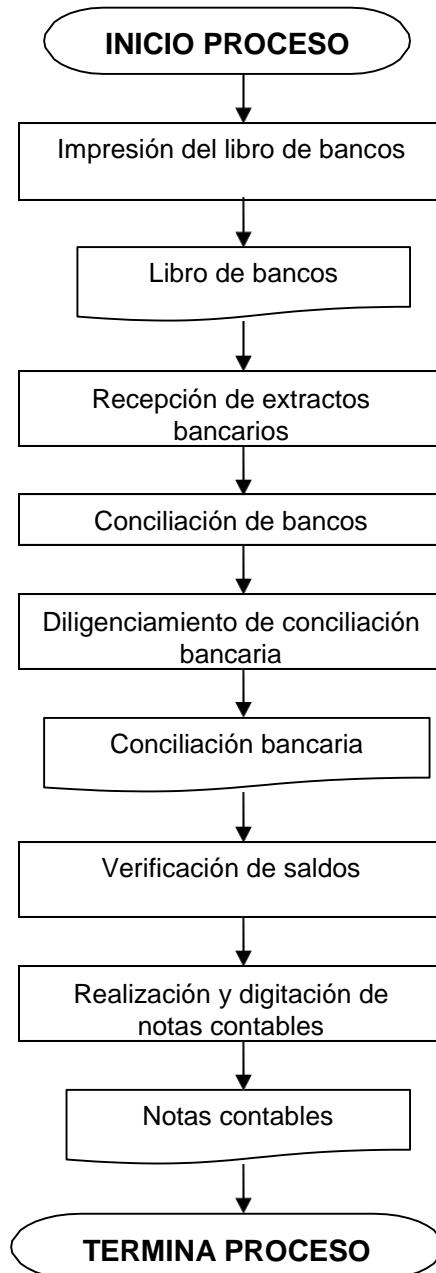 INICIO PROCESO
Impresión del libro de bancos
Libro de bancos
Recepción de extractos
bancarios
Conciliación de bancos
Diligenciamiento de conciliación
bancaria
Conciliación bancaria
Verificación de saldos
Realización y digitación de
notas contables
Notas contables
TERMINA PROCESO